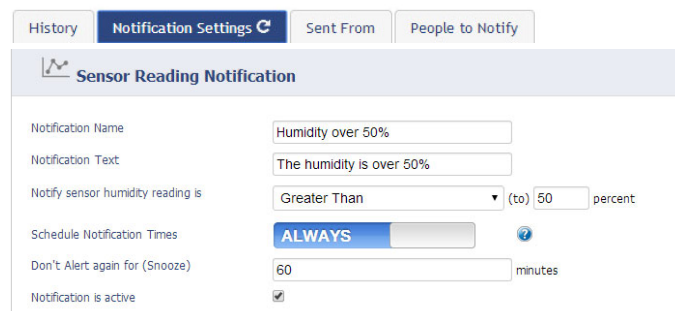 History Notification Settings Sent From People to Notify
Sensor Reading Notification
Notification Name Humidity over 50%
Notification Text The humidity is over 50%
Notify sensor humidity reading is Greater Than (to) 50 percent
Schedule Notification Times ALWAYS ?
Don't Alert again for (Snooze) 60 minutes
Notification is active